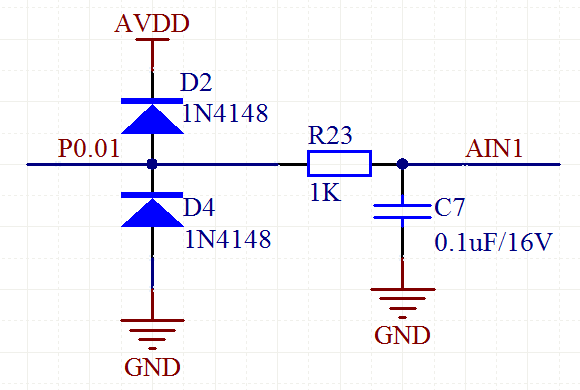 AVDD
D2
1N4148
P0.01
R23
AIN1
1K
D4
C7
1N4148
0.1uF/16V
GND
GND